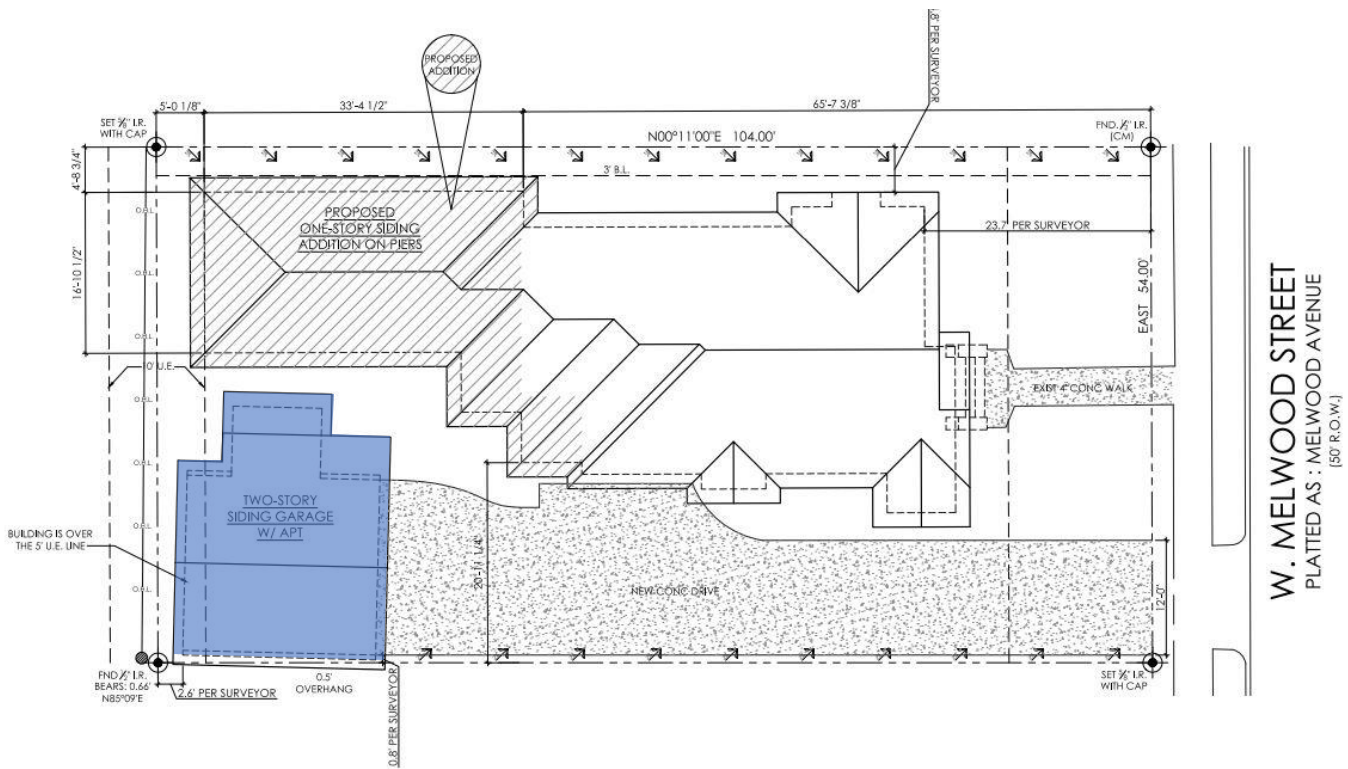 PROPOSED
ADDITION
.8' PER SURVEYOR
5'-0 1/8"
33'-4 1/2"
65'-7 3/8"
SET ⅝" I.R.
WITH CAP
N00°11'00"E 104.00'
FND. ½" I.R.
(CM)
4'-8 3/4"
3' B.L.
O.H.L.
PROPOSED
ONE-STORY SIDING
ADDITION ON PIERS
23.7' PER SURVEYOR
16'-10 1/2"
O.H.L.
EAST 54.00'
O.H.L.
10' U.E.
EXIST 4' CONC WALK
O.H.L.
O.H.L.
TWO-STORY
SIDING GARAGE
W/ APT
BUILDING IS OVER
THE 5' U.E. LINE
O.H.L.
20'-11 1/4"
O.H.L.
NEW CONC DRIVE
12'-0"
FND ½" I.R.
BEARS: 0.66'
N85°09'E
2.6' PER SURVEYOR
0.5'
OVERHANG
0.8' PER SURVEYOR
SET ⅝" I.R.
WITH CAP
W. MELWOOD STREET
PLATTED AS : MELWOOD AVENUE
(50' R.O.W.)